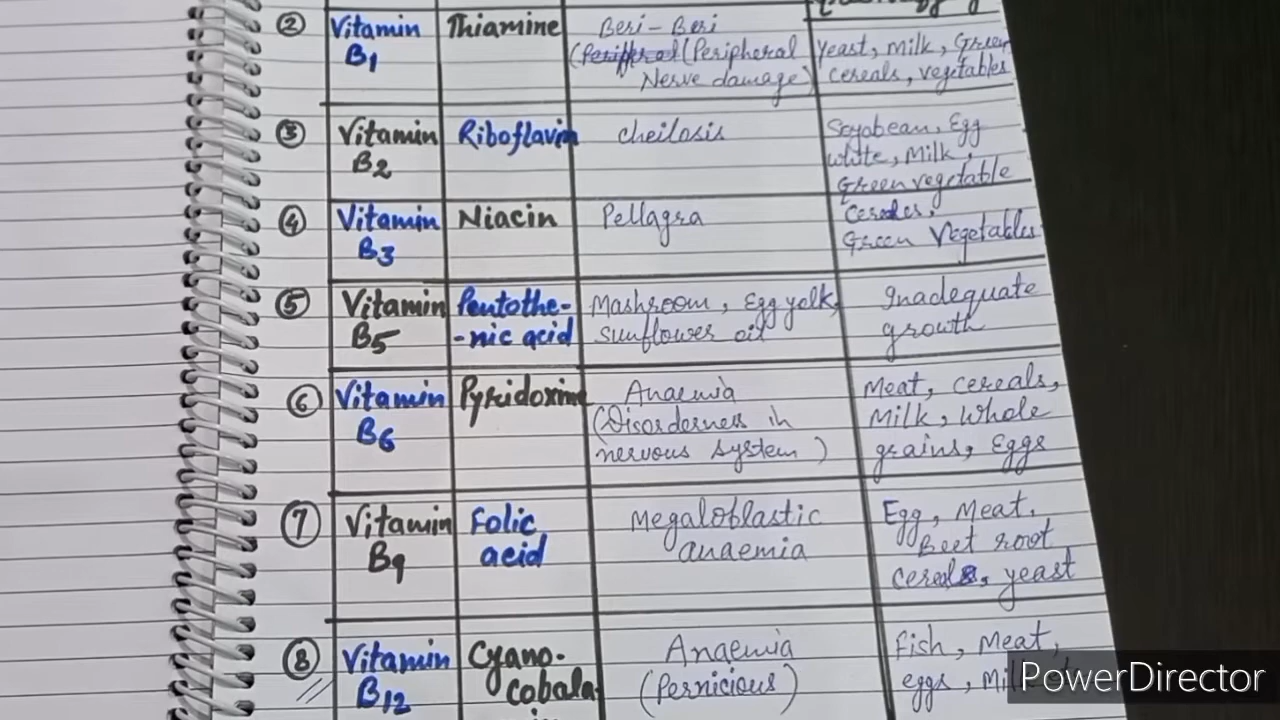 ② Vitamin B1 Thiamine Beri-Beri
(Peripheral Nerve damage)
Yeast, Milk, Green
cereals, vegetables
③ Vitamin B2 Riboflavin cheilosis
Soyabean, Egg
white, Milk,
Green vegetable
④ Vitamin B3 Niacin Pellagra
Cereales,
Green Vegetables
⑤ Vitamin B5 Pentothe-
-nic acid
Mashroom, Egg yolk,
sunflower oil
Inadequate
growth
⑥ Vitamin B6 Pyridoxine Anaemia
(Disorderness in
nervous system)
Meat, cereals,
Milk, Whole
grains, Eggs
⑦ Vitamin B9 Folic
acid
Megaloblastic
anaemia
Egg, Meat,
Beet root
cereals, yeast
⑧ Vitamin B12 Cyano-
cobala
Anaemia
(Pernicious)
Fish, Meat,
eggs, Milk
PowerDirector